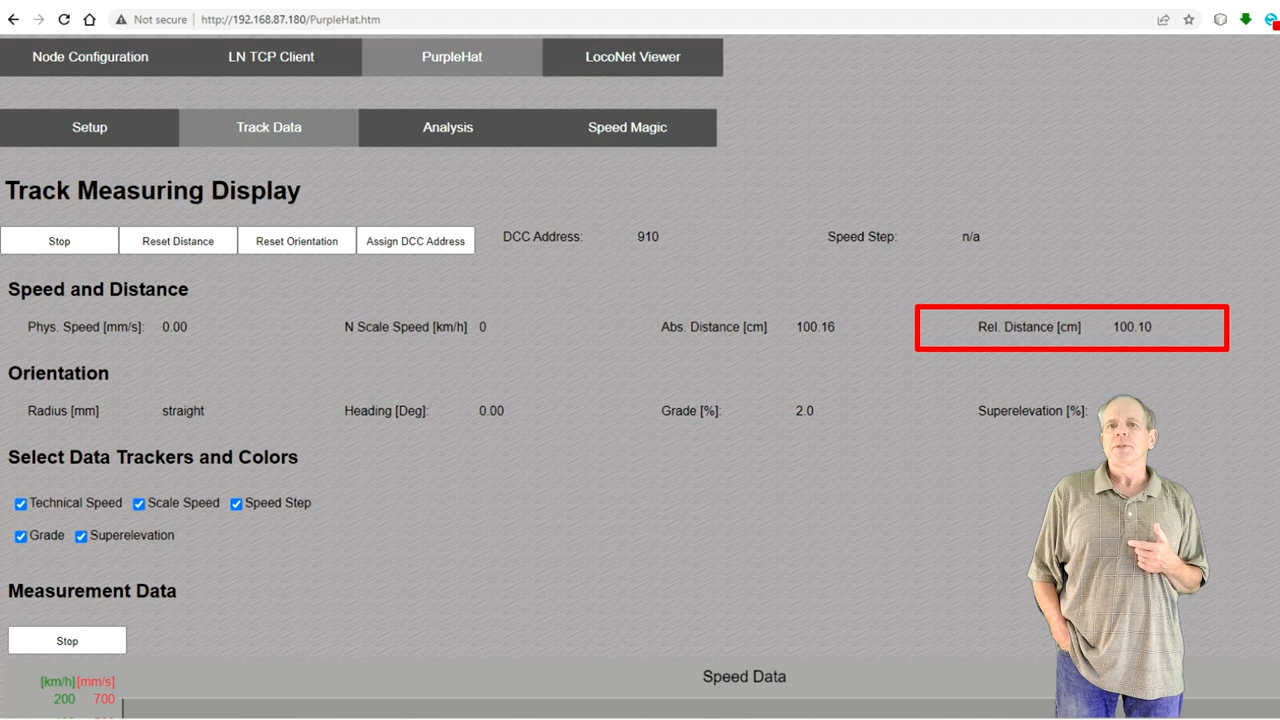 Not secure http://192.168.87.180/PurpleHat.htm
Node Configuration LN TCP Client PurpleHat LocoNet Viewer
Setup Track Data Analysis Speed Magic
Track Measuring Display
Stop Reset Distance Reset Orientation Assign DCC Address DCC Address: 910 Speed Step: n/a
Speed and Distance
Phys. Speed [mm/s]: 0.00 N Scale Speed [km/h] 0 Abs. Distance [cm] 100.16 Rel. Distance [cm] 100.10
Orientation
Radius [mm] straight Heading [Deg]: 0.00 Grade [%]: 2.0 Superelevation [%]:
Select Data Trackers and Colors
Technical Speed Scale Speed Speed Step
Grade Superelevation
Measurement Data
Stop
Speed Data
[km/h] [mm/s]
200 700